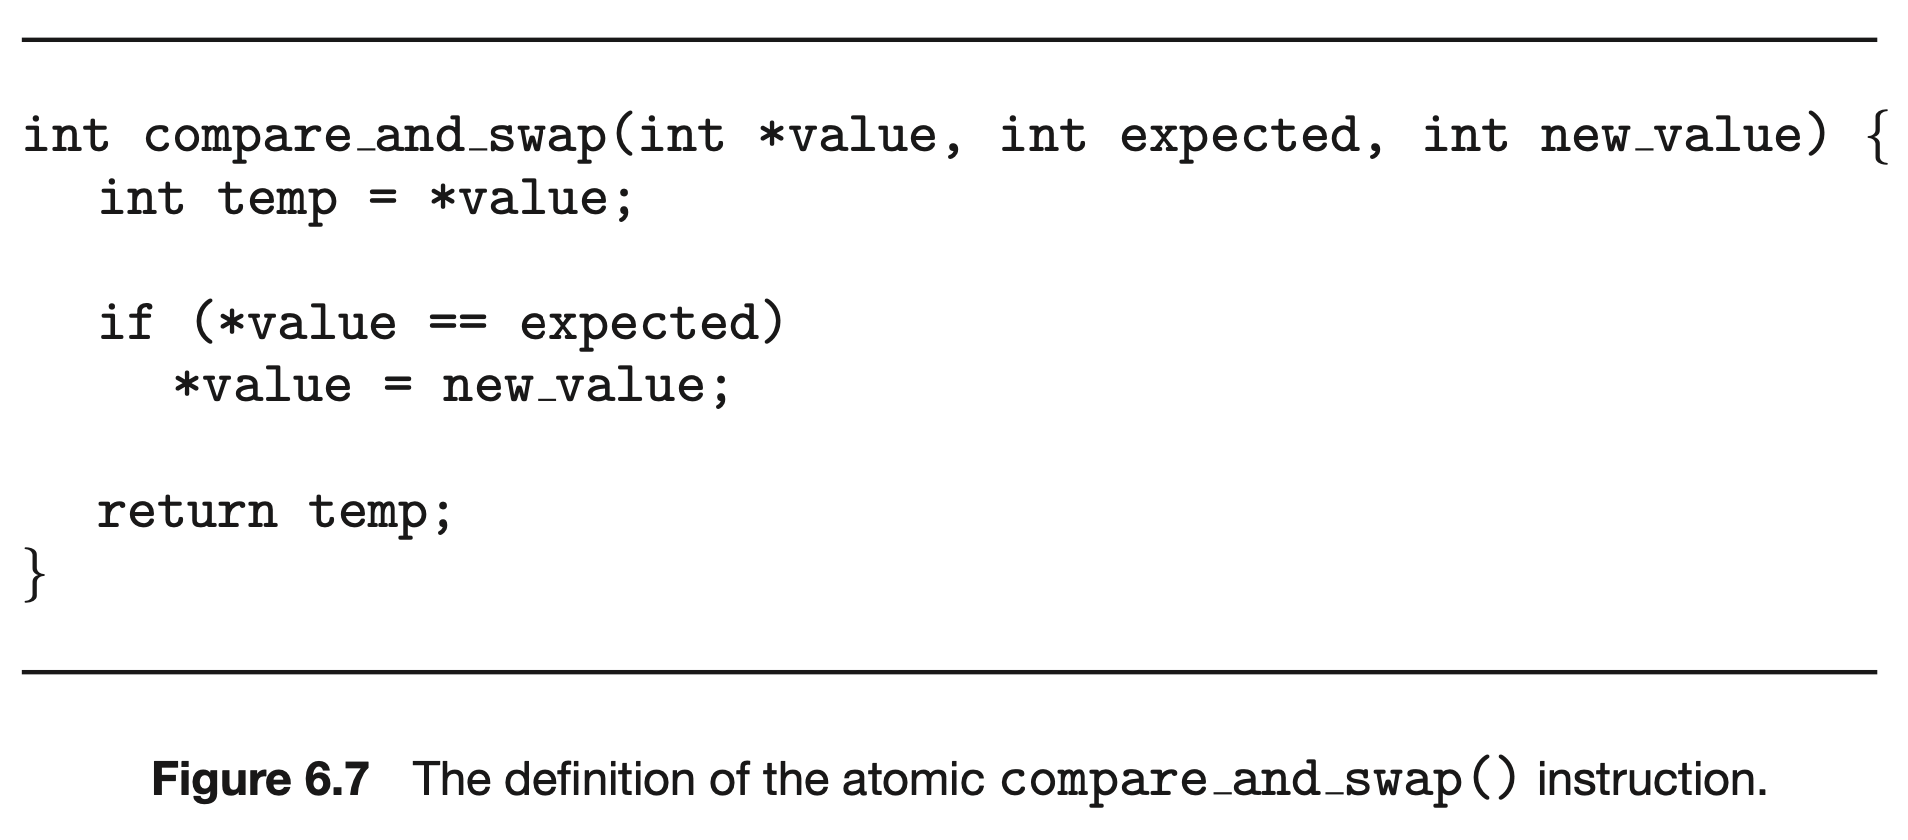 int compare_and_swap(int *value, int expected, int new_value) {
int temp = *value;
if (*value == expected)
*value = new_value;
return temp;
}
Figure 6.7 The definition of the atomic compare_and_swap() instruction.